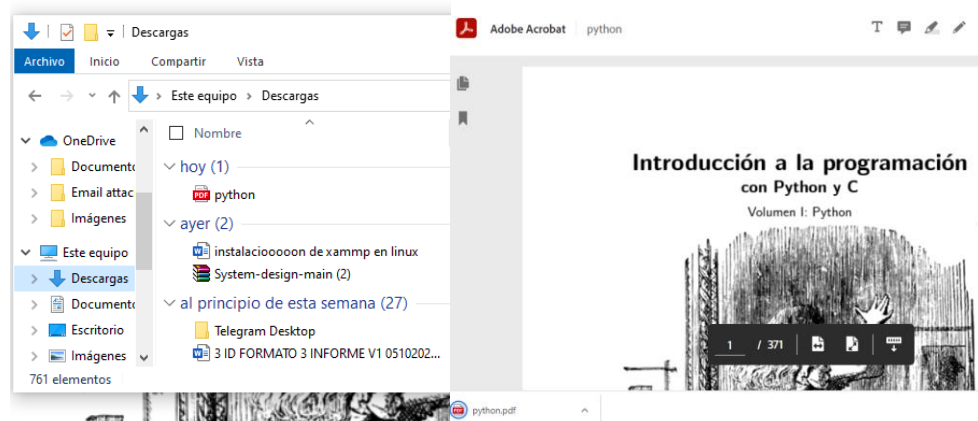 Descargas
Archivo Inicio Compartir Vista
Este equipo > Descargas
OneDrive
Documento
Email attac
Imágenes
Este equipo
Descargas
Documento
Escritorio
Imágenes
761 elementos
Nombre
hoy (1)
python
ayer (2)
instalaciooooon de xammp en linux
System-design-main (2)
al principio de esta semana (27)
Telegram Desktop
3 ID FORMATO 3 INFORME V1 0510202...
Adobe Acrobat python
Introducción a la programación
con Python y C
Volumen I: Python
1 / 371
python.pdf